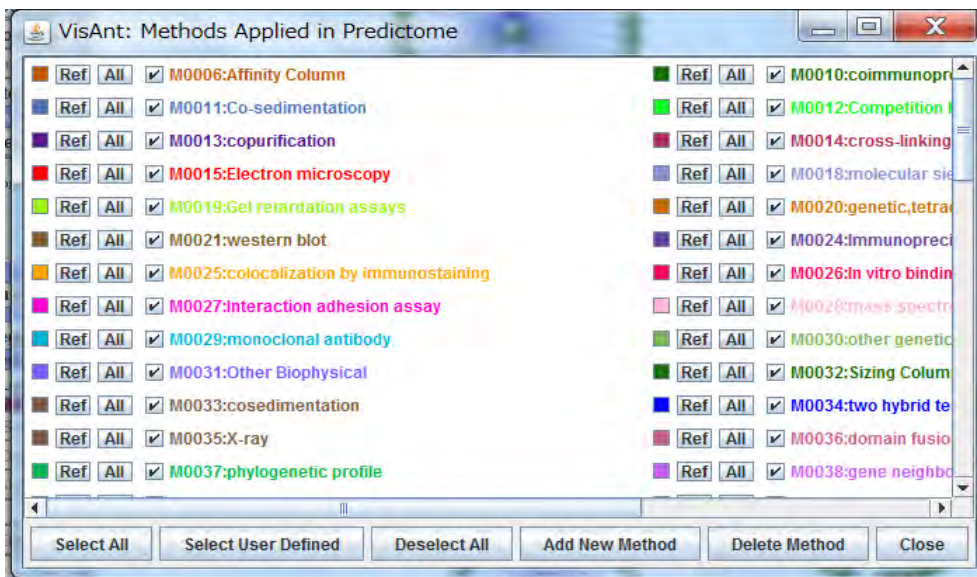 VisAnt: Methods Applied in Predictome
Ref All M0006:Affinity Column Ref All M0010:coimmunopre
Ref All M0011:Co-sedimentation Ref All M0012:Competition
Ref All M0013:copurification Ref All M0014:cross-linking
Ref All M0015:Electron microscopy Ref All M0018:molecular sie
Ref All M0019:Gel retardation assays Ref All M0020:genetic,tetrad
Ref All M0021:western blot Ref All M0024:Immunopreci
Ref All M0025:colocalization by immunostaining Ref All M0026:In vitro bindin
Ref All M0027:Interaction adhesion assay Ref All M0028:mass spectr
Ref All M0029:monoclonal antibody Ref All M0030:other genetic
Ref All M0031:Other Biophysical Ref All M0032:Sizing Colum
Ref All M0033:cosedimentation Ref All M0034:two hybrid te
Ref All M0035:X-ray Ref All M0036:domain fusio
Ref All M0037:phylogenetic profile Ref All M0038:gene neighbo
Select All Select User Defined Deselect All Add New Method Delete Method Close